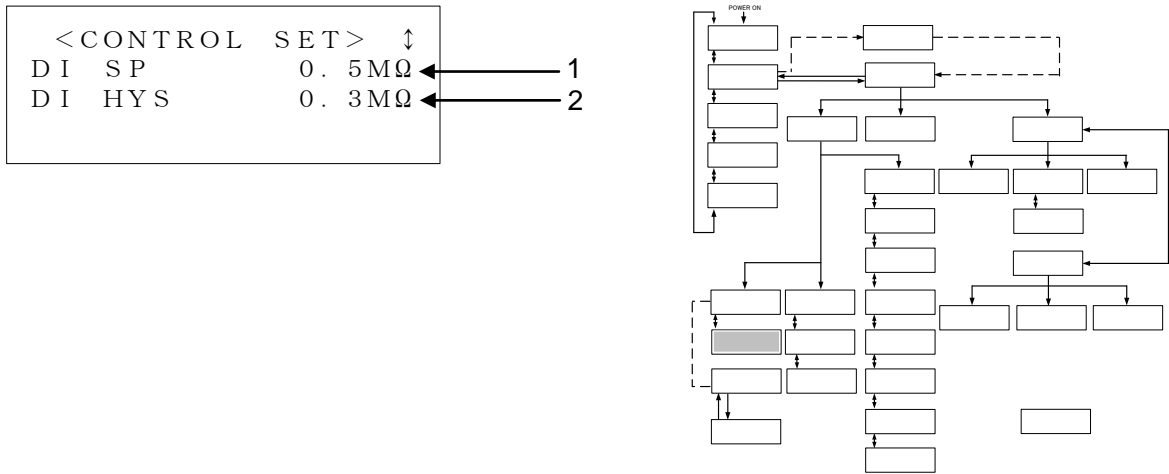 <CONTROL SET> ↕
DI SP 0.5MΩ
1
DI HYS 0.3MΩ
2
POWER ON